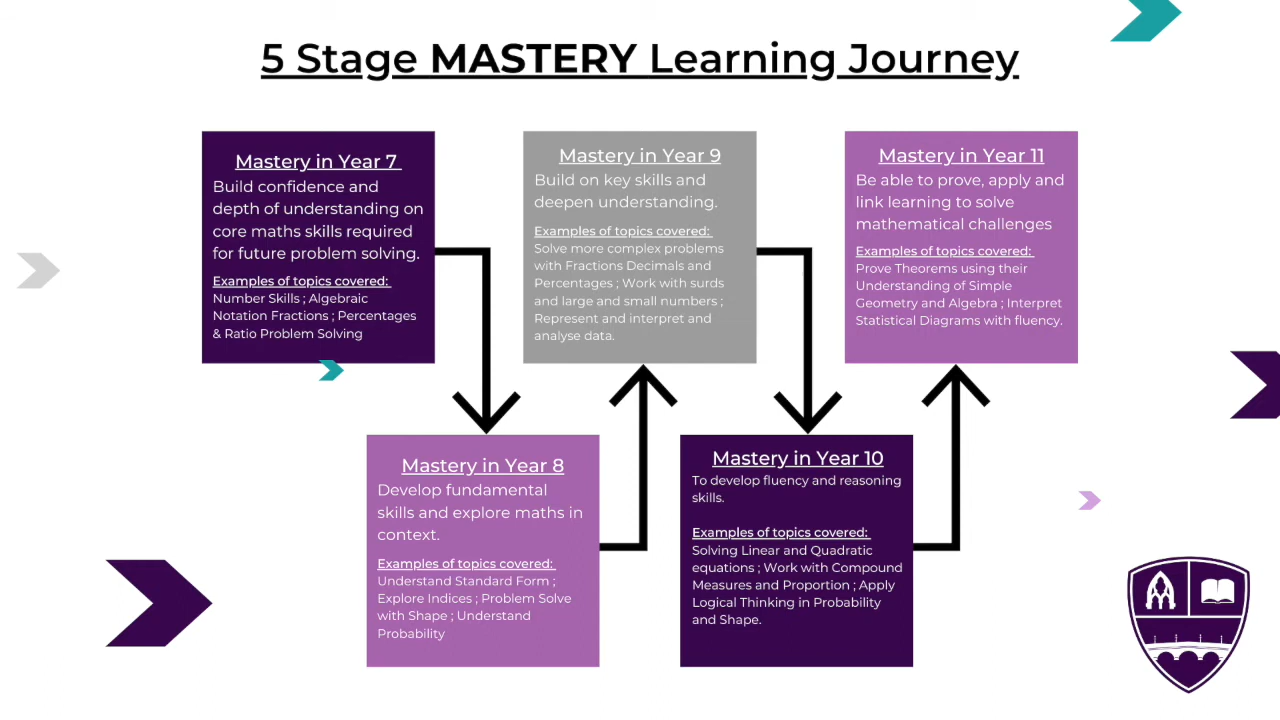 5 Stage MASTERY Learning Journey
Mastery in Year 7
Build confidence and
depth of understanding on
core maths skills required
for future problem solving.
Examples of topics covered:
Number Skills ; Algebraic
Notation Fractions ; Percentages
& Ratio Problem Solving
Mastery in Year 8
Develop fundamental
skills and explore maths in
context.
Examples of topics covered:
Understand Standard Form ;
Explore Indices ; Problem Solve
with Shape ; Understand
Probability
Mastery in Year 9
Build on key skills and
deepen understanding.
Examples of topics covered:
Solve more complex problems
with Fractions Decimals and
Percentages ; Work with surds
and large and small numbers ;
Represent and interpret and
analyse data.
Mastery in Year 10
To develop fluency and reasoning
skills.
Examples of topics covered:
Solving Linear and Quadratic
equations ; Work with Compound
Measures and Proportion ; Apply
Logical Thinking in Probability
and Shape.
Mastery in Year 11
Be able to prove, apply and
link learning to solve
mathematical challenges
Examples of topics covered:
Prove Theorems using their
Understanding of Simple
Geometry and Algebra ; Interpret
Statistical Diagrams with fluency.